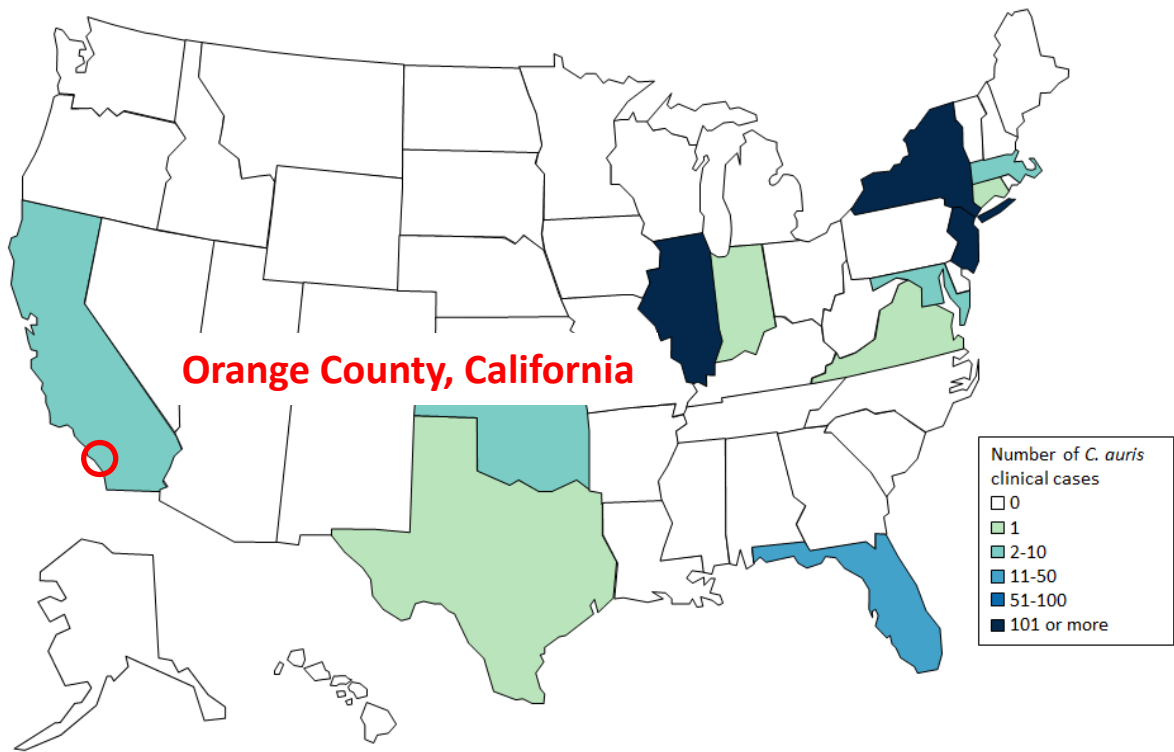 Orange County, California
Number of C. auris
clinical cases
0
1
2-10
11-50
51-100
101 or more